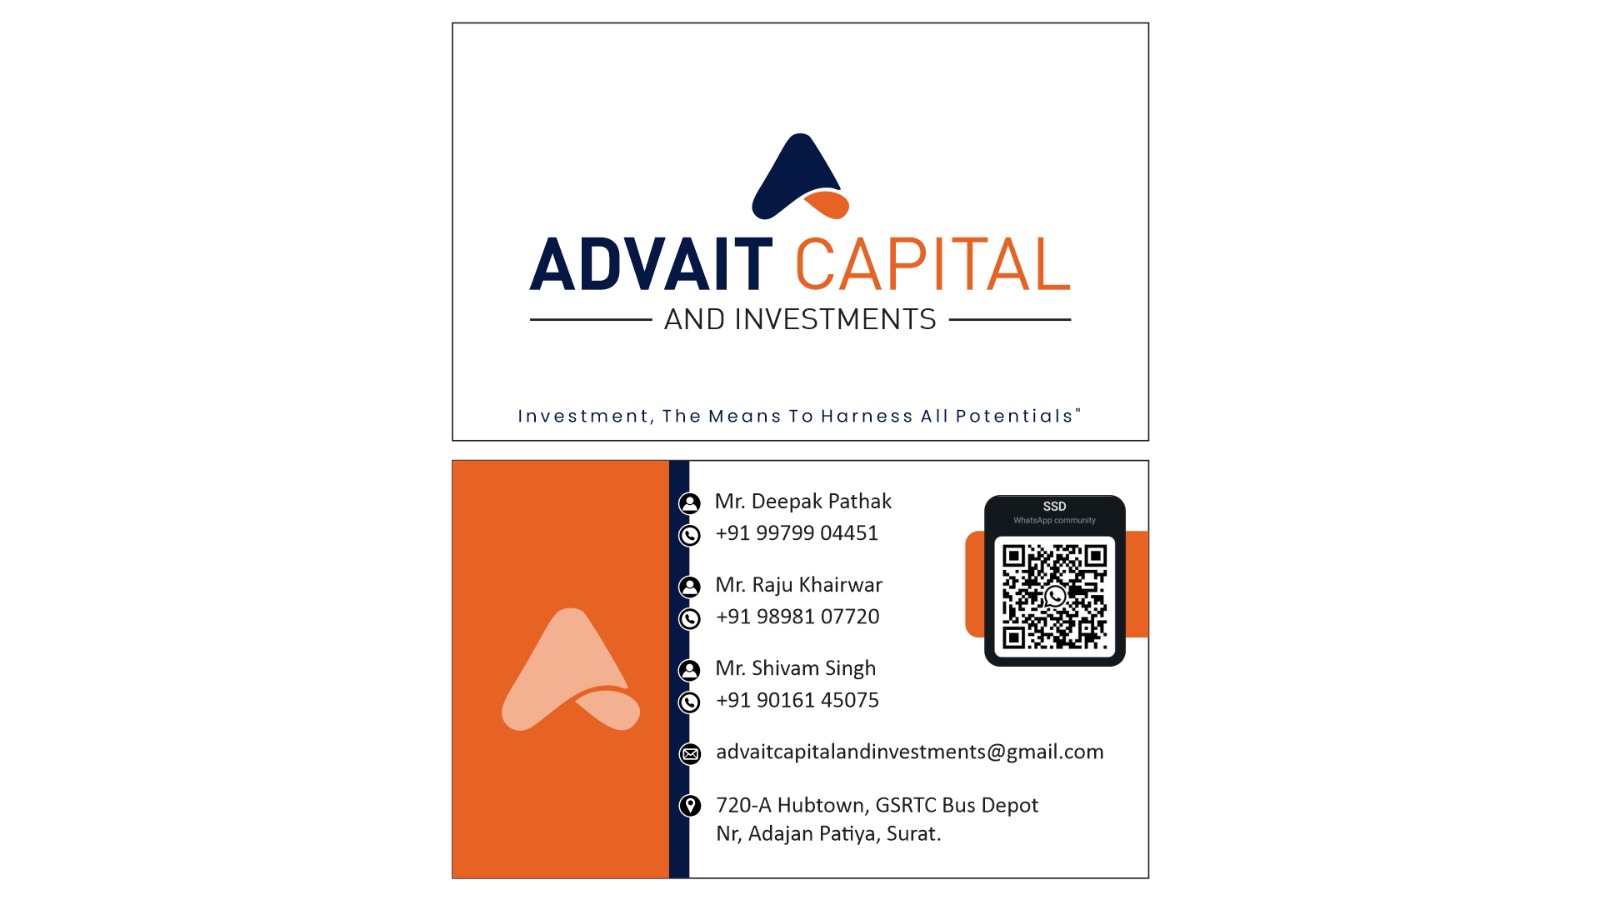 ADVAIT CAPITAL
AND INVESTMENTS
Investment, The Means To Harness All Potentials"
Mr. Deepak Pathak
+91 99799 04451
Mr. Raju Khairwar
+91 98981 07720
Mr. Shivam Singh
+91 90161 45075
advaitcapitalandinvestments@gmail.com
720-A Hubtown, GSRTC Bus Depot
Nr, Adajan Patiya, Surat.
SSD
WhatsApp community